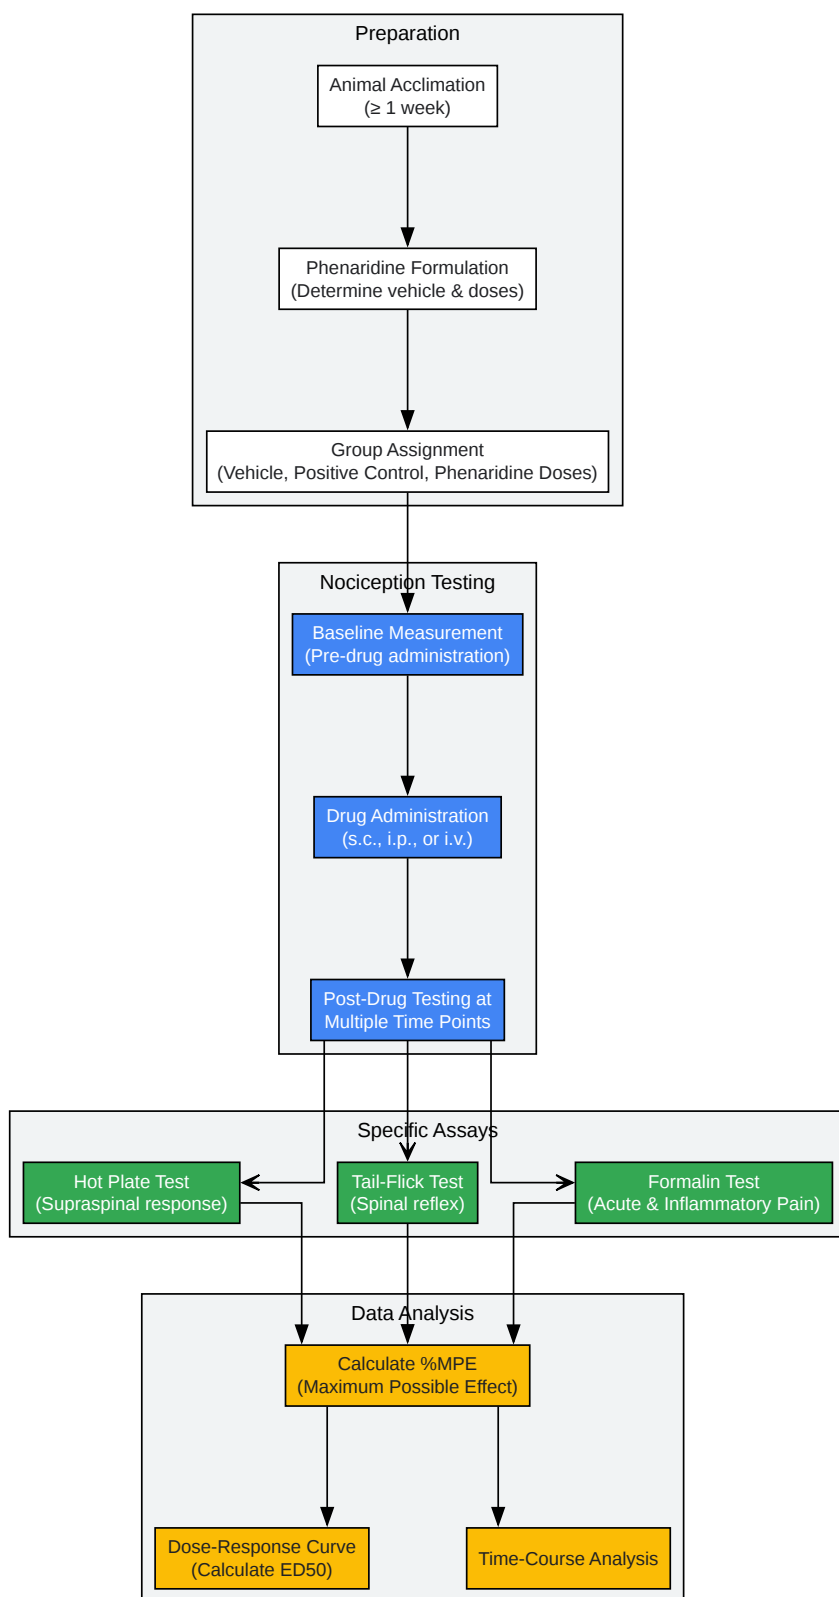 Preparation
Animal Acclimation
(≥ 1 week)
Phenaridine Formulation
(Determine vehicle & doses)
Group Assignment
(Vehicle, Positive Control, Phenaridine Doses)
Nociception Testing
Baseline Measurement
(Pre-drug administration)
Drug Administration
(s.c., i.p., or i.v.)
Post-Drug Testing at
Multiple Time Points
Specific Assays
Hot Plate Test
(Supraspinal response)
Tail-Flick Test
(Spinal reflex)
Formalin Test
(Acute & Inflammatory Pain)
Data Analysis
Calculate %MPE
(Maximum Possible Effect)
Dose-Response Curve
(Calculate ED50)
Time-Course Analysis